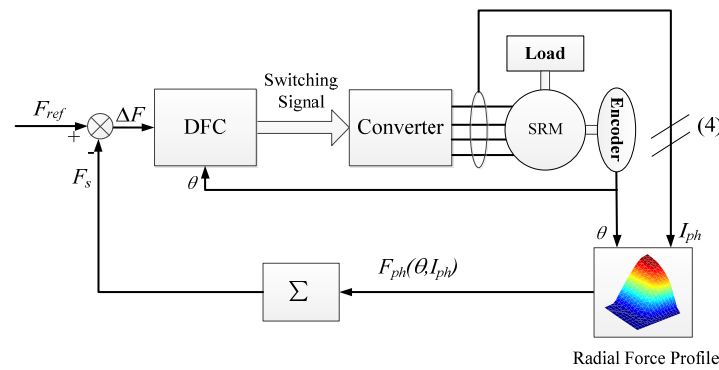 Load
Switching
Signal
F_ref
+
-
ΔF
DFC
Converter
SRM
Encoder
(4)
F_s
θ
θ
I_ph
F_ph(θ,I_ph)
Σ
Radial Force Profile